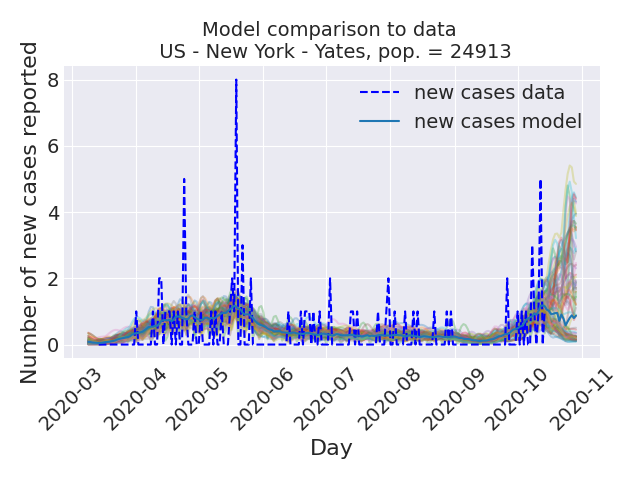 Model comparison to data
US - New York - Yates, pop. = 24913
Number of new cases reported
8
6
4
2
0
new cases data
new cases model
2020-03
2020-04
2020-05
2020-06
2020-07
2020-08
2020-09
2020-10
2020-11
Day